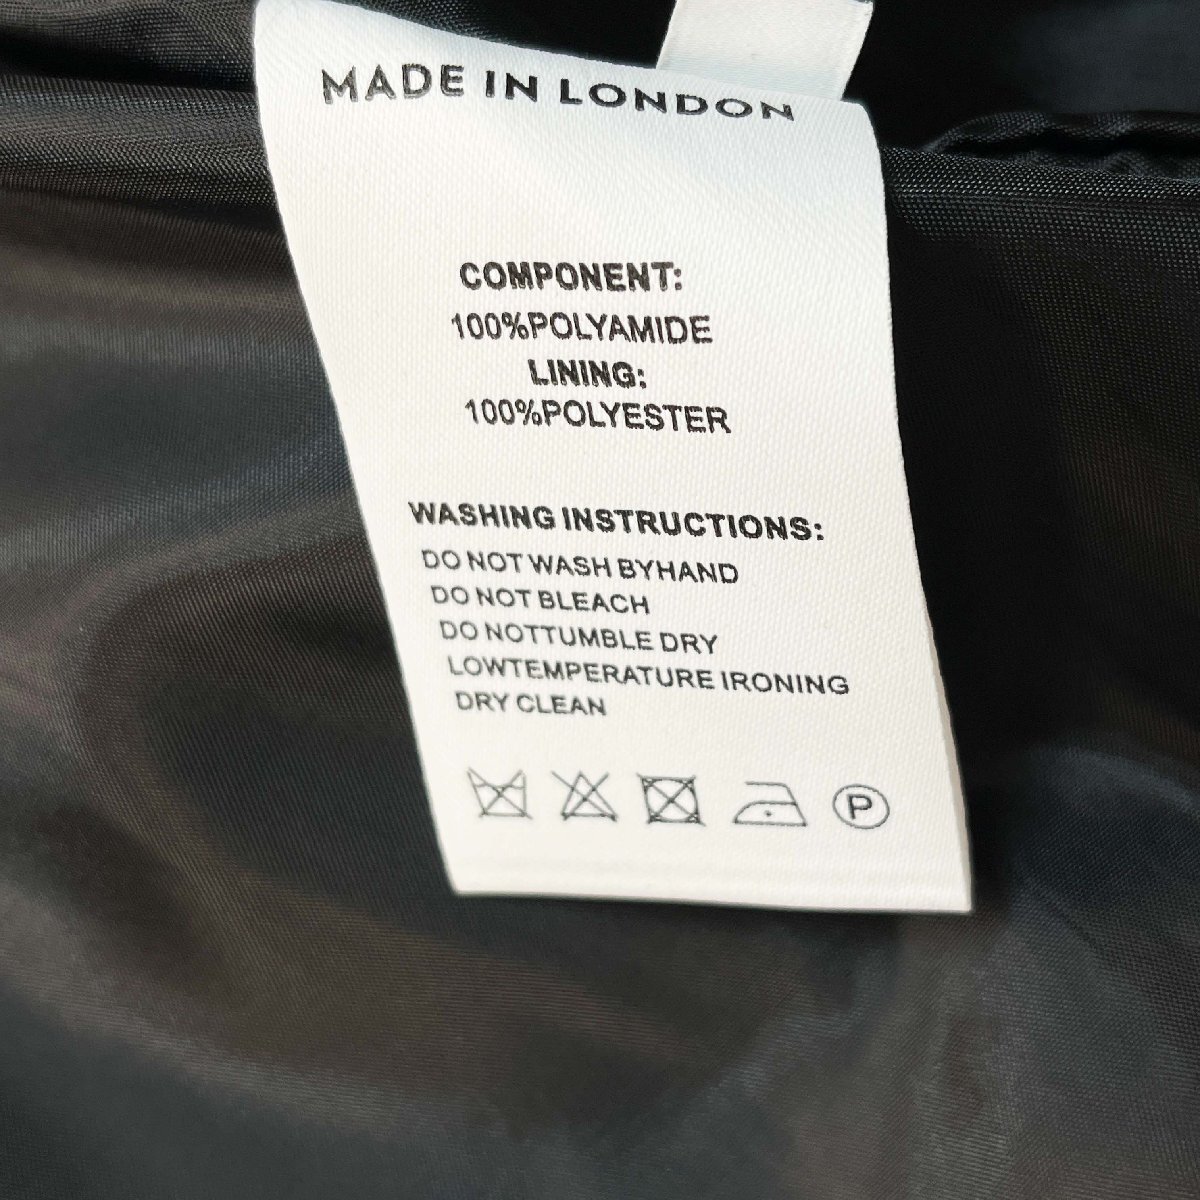 MADE IN LONDON
COMPONENT:
100%POLYAMIDE
LINING:
100%POLYESTER
WASHING INSTRUCTIONS:
DO NOT WASH BYHAND
DO NOT BLEACH
DO NOTTUMBLE DRY
LOWTEMPERATURE IRONING
DRY CLEAN
P